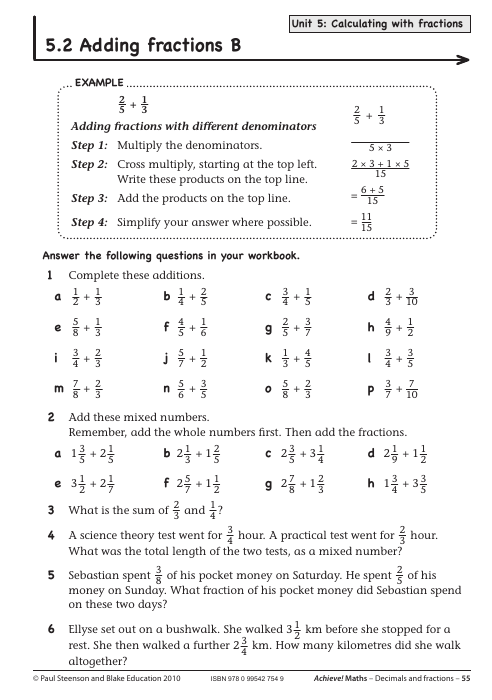 Unit 5: Calculating with fractions
5.2 Adding fractions B
EXAMPLE
2/5 + 1/3
2/5 + 1/3
Adding fractions with different denominators
Step 1: Multiply the denominators. 5 × 3
Step 2: Cross multiply, starting at the top left. 2 × 3 + 1 × 5 / 15
Write these products on the top line.
Step 3: Add the products on the top line. = 6 + 5 / 15
Step 4: Simplify your answer where possible. = 11/15
Answer the following questions in your workbook.
1 Complete these additions.
a 1/2 + 1/3 b 1/4 + 2/5 c 3/4 + 1/5 d 2/3 + 3/10
e 5/8 + 1/3 f 4/5 + 1/6 g 2/5 + 3/7 h 4/9 + 1/2
i 3/4 + 2/3 j 5/7 + 1/2 k 1/3 + 4/5 l 3/4 + 3/5
m 7/8 + 2/3 n 5/6 + 3/5 o 5/8 + 2/3 p 3/7 + 7/10
2 Add these mixed numbers.
Remember, add the whole numbers first. Then add the fractions.
a 1 3/5 + 2 1/5 b 2 1/3 + 1 2/5 c 2 3/5 + 3 1/4 d 2 1/9 + 1 1/2
e 3 1/2 + 2 1/7 f 2 5/7 + 1 1/2 g 2 7/8 + 1 2/3 h 1 3/4 + 3 3/5
3 What is the sum of 2/3 and 1/4?
4 A science theory test went for 3/4 hour. A practical test went for 2/3 hour.
What was the total length of the two tests, as a mixed number?
5 Sebastian spent 3/8 of his pocket money on Saturday. He spent 2/5 of his
money on Sunday. What fraction of his pocket money did Sebastian spend
on these two days?
6 Ellyse set out on a bushwalk. She walked 3 1/2 km before she stopped for a
rest. She then walked a further 2 3/4 km. How many kilometres did she walk
altogether?
© Paul Steenson and Blake Education 2010 ISBN 978 0 99542 754 9 Achieve! Maths – Decimals and fractions – 55